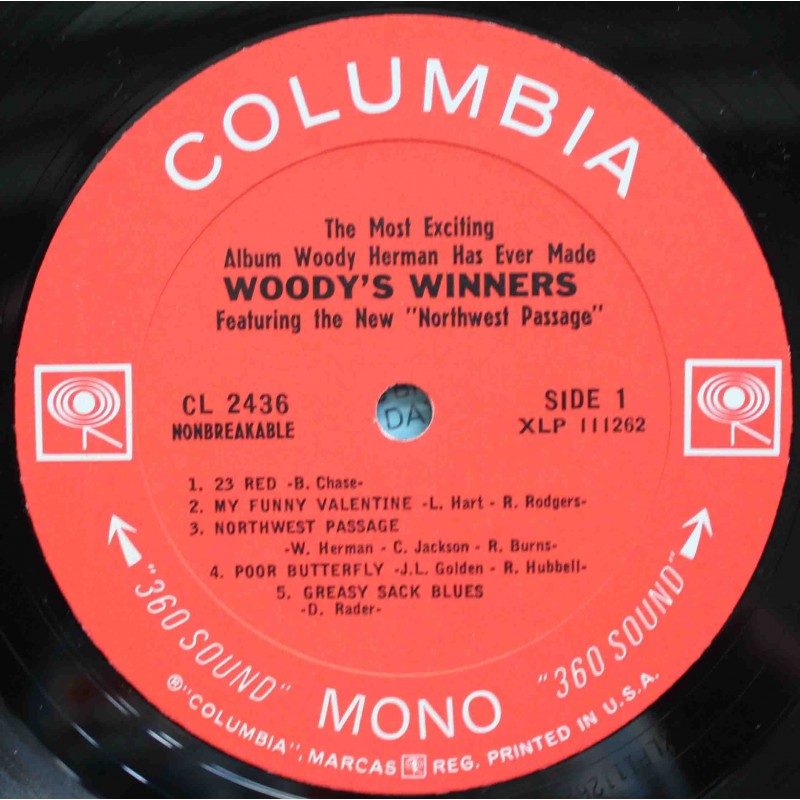 COLUMBIA
The Most Exciting
Album Woody Herman Has Ever Made
WOODY'S WINNERS
Featuring the New "Northwest Passage"
CL 2436
NONBREAKABLE
DA
SIDE 1
XLP 111262
1. 23 RED -B. Chase-
2. MY FUNNY VALENTINE -L. Hart - R. Rodgers-
3. NORTHWEST PASSAGE
-W. Herman - C. Jackson - R. Burns-
4. POOR BUTTERFLY -J.L. Golden - R. Hubbell-
5. GREASY SACK BLUES
-D. Rader-
"360 SOUND"
MONO
"360 SOUND"
®"COLUMBIA", MARCAS REG. PRINTED IN U.S.A.